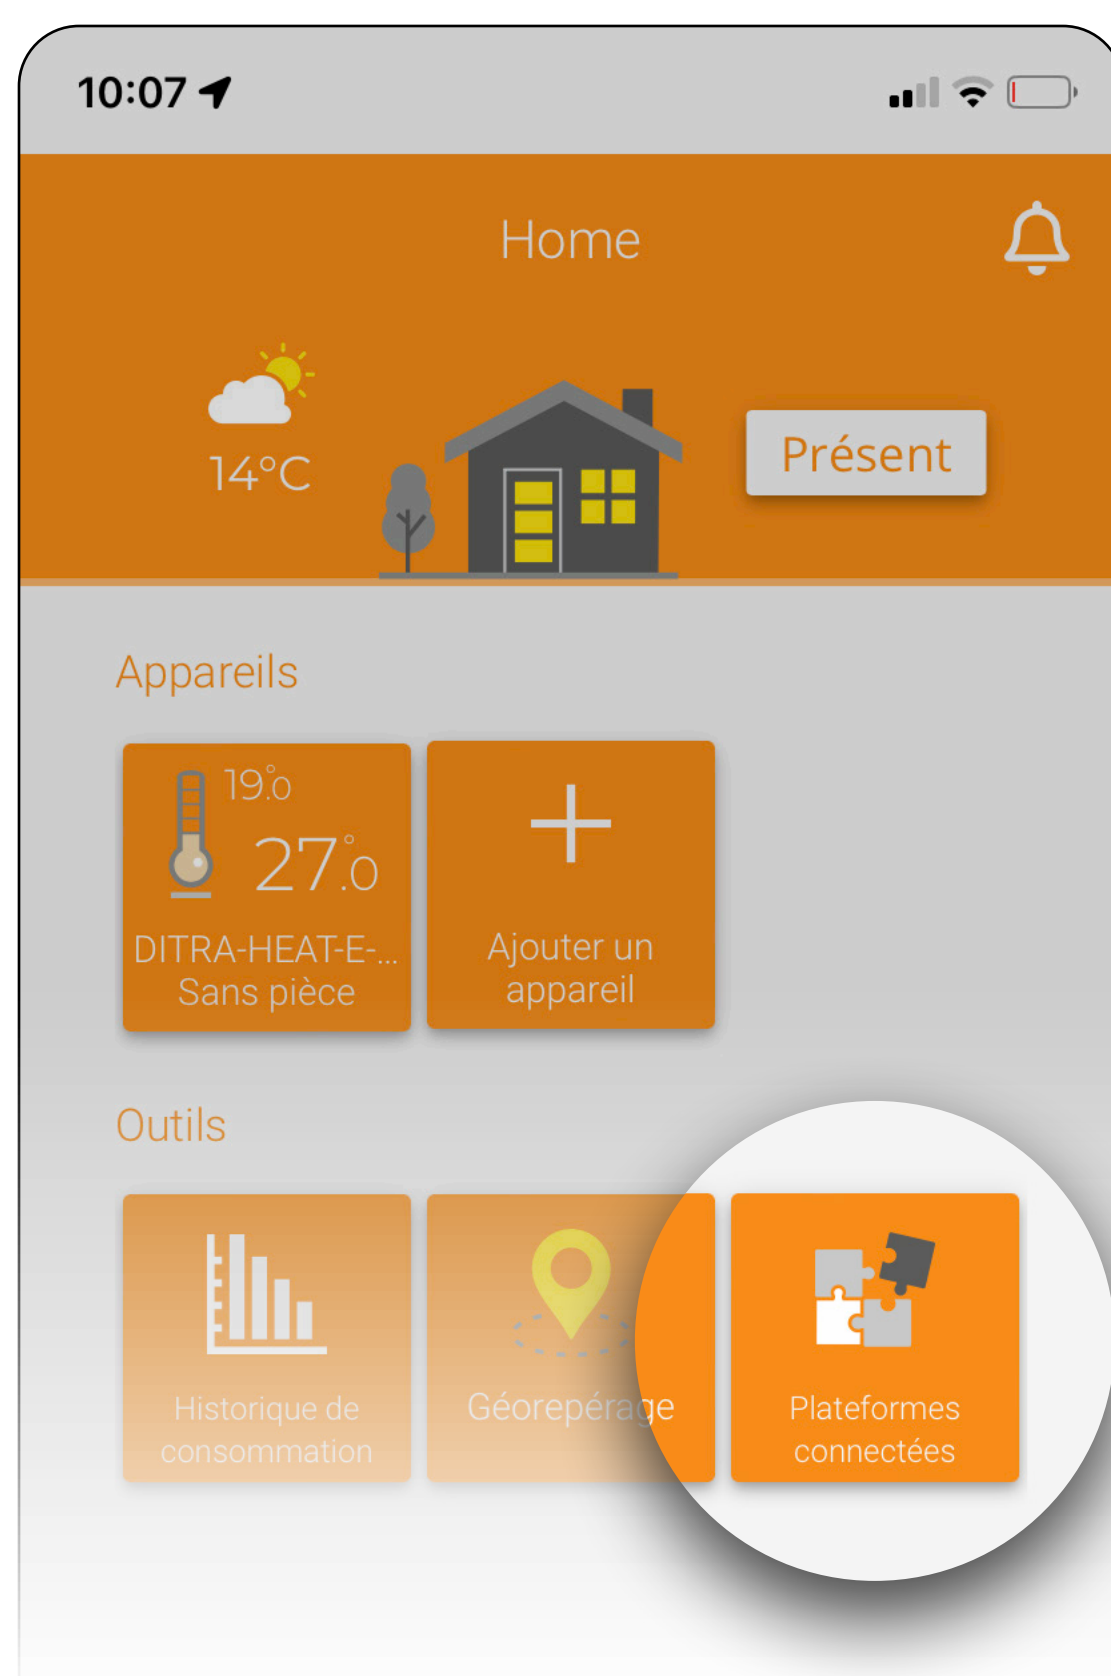 10:07
Home
14°C
Présent
Appareils
19.0°
27.0°
DITRA-HEAT-E-...
Sans pièce
Ajouter un
appareil
Outils
Historique de
consommation
Géorepérage
Plateformes
connectées